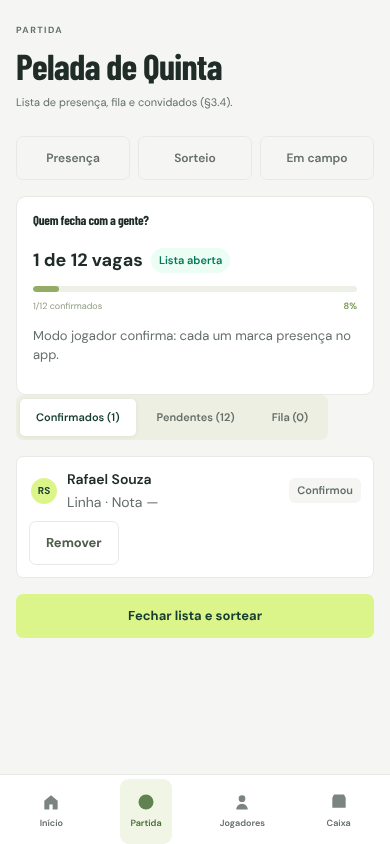 PARTIDA
Pelada de Quinta
Lista de presença, fila e convidados (§3.4).
Presença
Sorteio
Em campo
Quem fecha com a gente?
1 de 12 vagas
Lista aberta
1/12 confirmados
8%
Modo jogador confirma: cada um marca presença no
app.
Confirmados (1)
Pendentes (12)
Fila (0)
RS
Rafael Souza
Linha · Nota —
Confirmou
Remover
Fechar lista e sortear
Início
Partida
Jogadores
Caixa